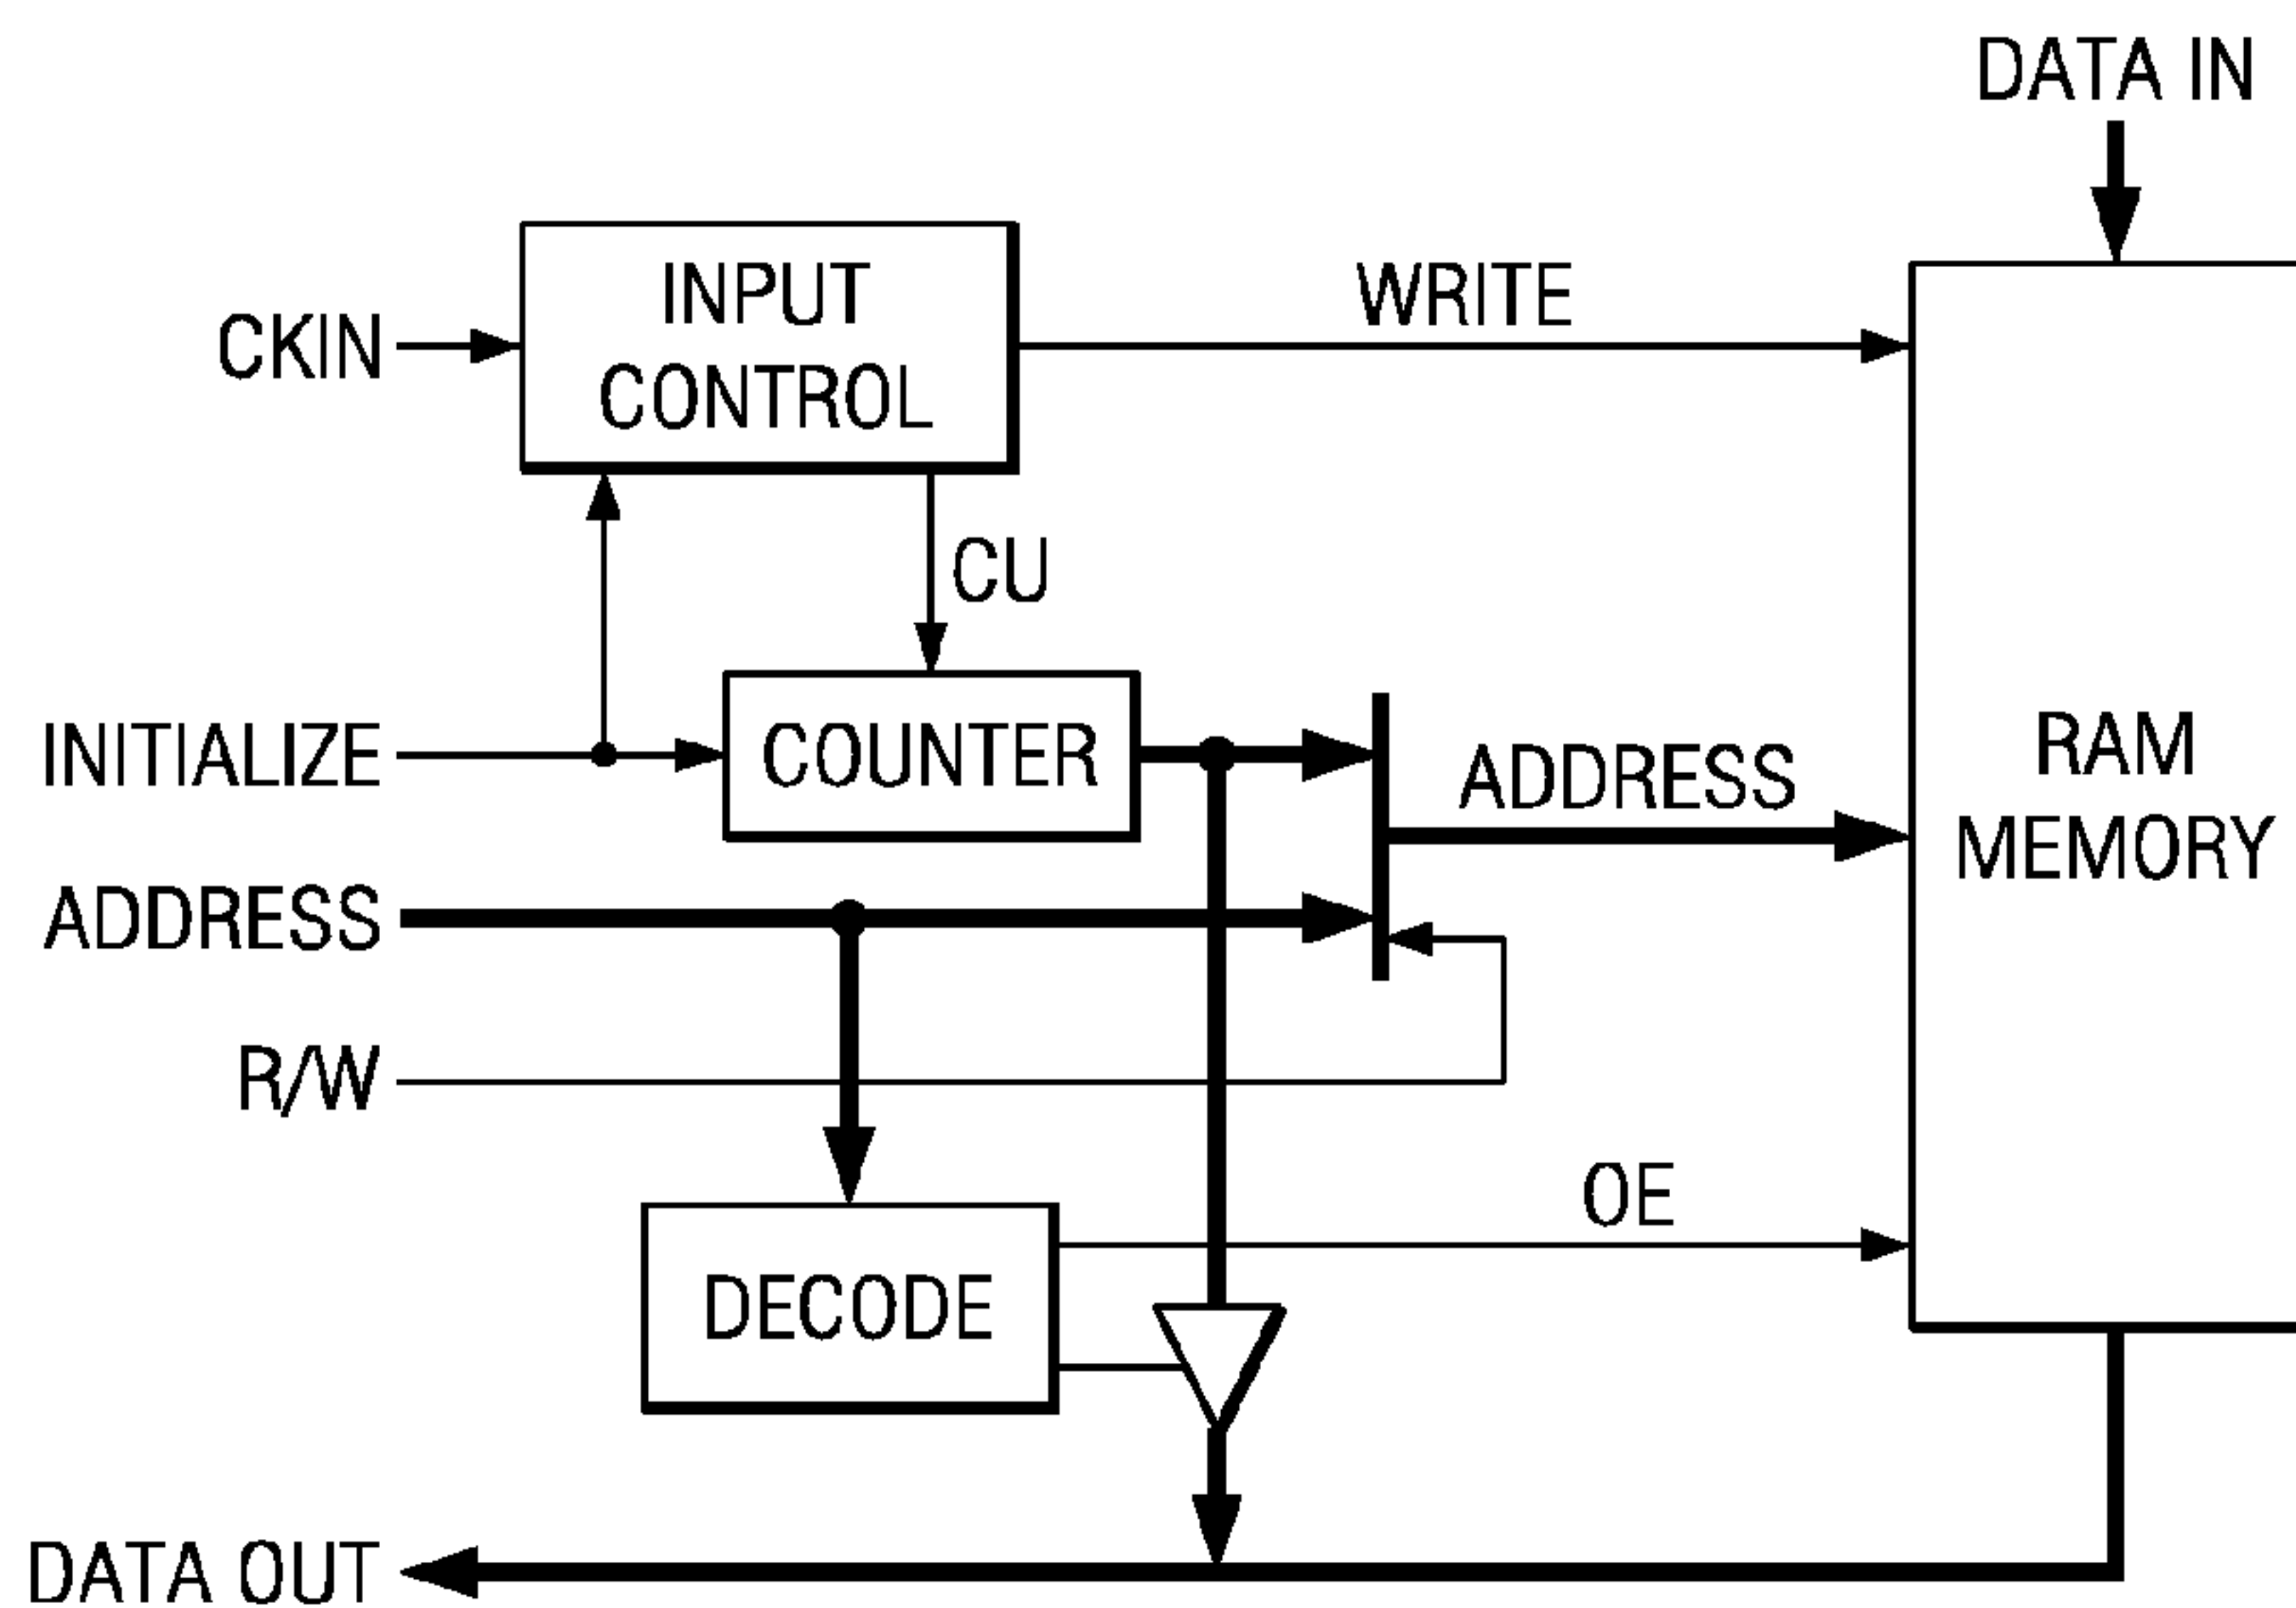 DATA IN
INPUT
CONTROL
WRITE
CKIN
CU
INITIALIZE
COUNTER
ADDRESS
RAM
MEMORY
ADDRESS
R/W
OE
DECODE
DATA OUT